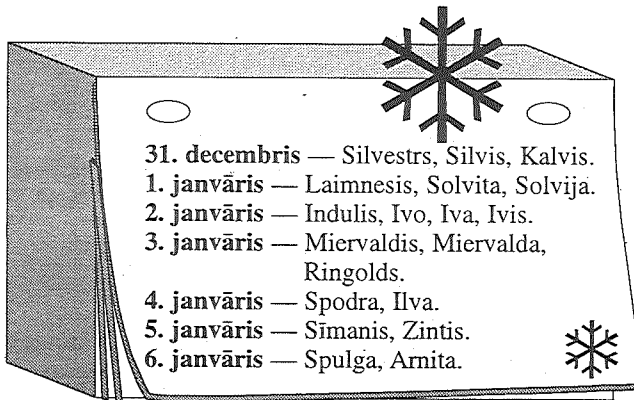 31. decembris — Silvestrs, Silvis, Kalvis.
1. janvāris — Laimnesis, Solvita, Solvija.
2. janvāris — Indulis, Ivo, Iva, Ivis.
3. janvāris — Miervaldis, Miervalda,
Ringolds.
4. janvāris — Spodra, Ilva.
5. janvāris — Sīmanis, Zintis.
6. janvāris — Spulga, Arnita.